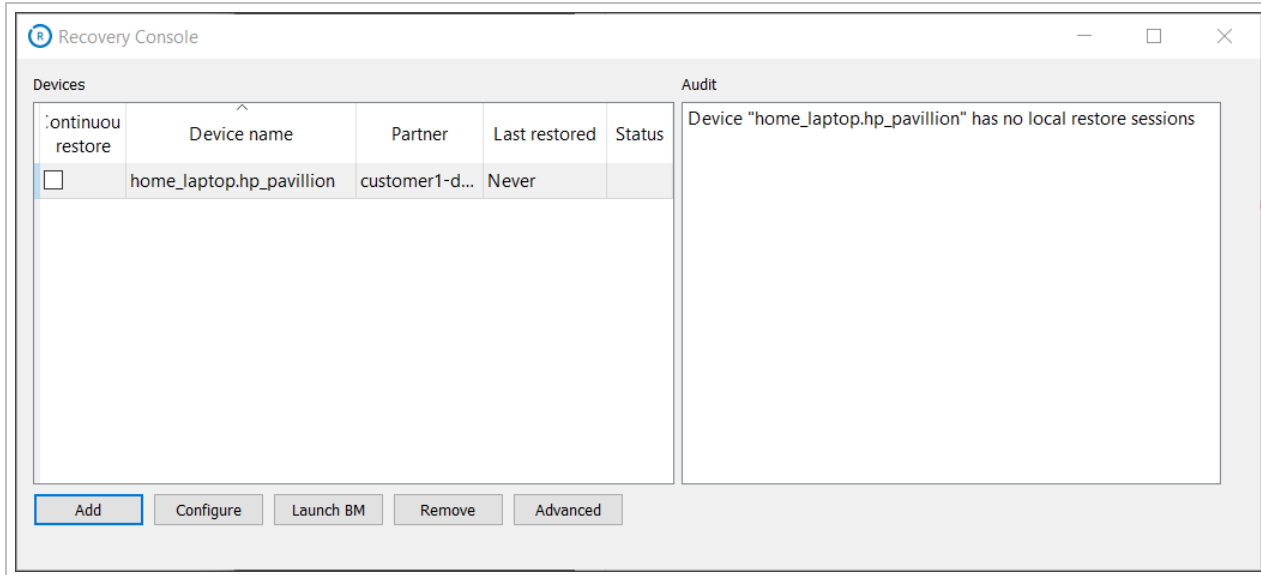 R Recovery Console
Devices
Audit
Continuou
restore
Device name
Partner
Last restored
Status
home_laptop.hp_pavillion
customer1-d...
Never
Device "home_laptop.hp_pavillion" has no local restore sessions
Add
Configure
Launch BM
Remove
Advanced